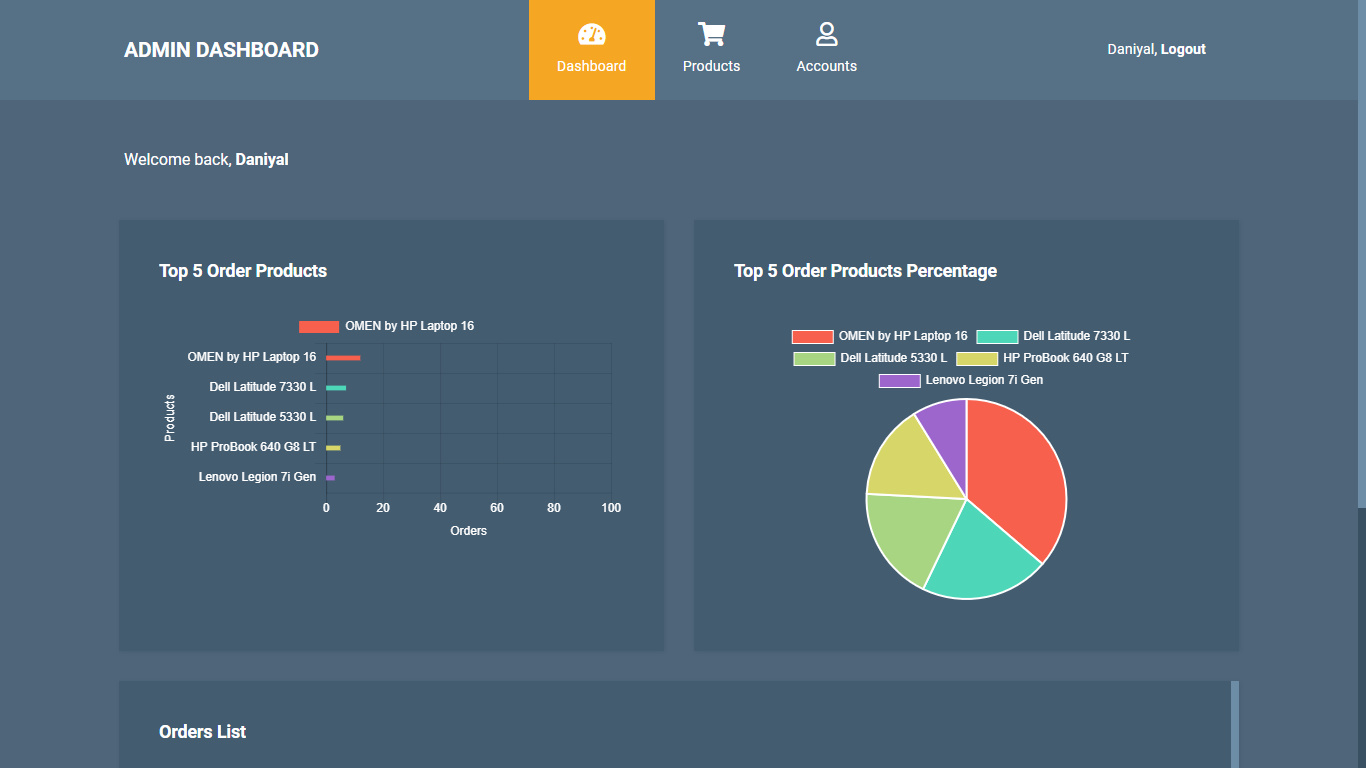 ADMIN DASHBOARD
Dashboard
Products
Accounts
Daniyal, Logout
Welcome back, Daniyal
Top 5 Order Products
OMEN by HP Laptop 16
Products
OMEN by HP Laptop 16
Dell Latitude 7330 L
Dell Latitude 5330 L
HP ProBook 640 G8 LT
Lenovo Legion 7i Gen
0 20 40 60 80 100
Orders
Top 5 Order Products Percentage
OMEN by HP Laptop 16 Dell Latitude 7330 L
Dell Latitude 5330 L HP ProBook 640 G8 LT
Lenovo Legion 7i Gen
Orders List